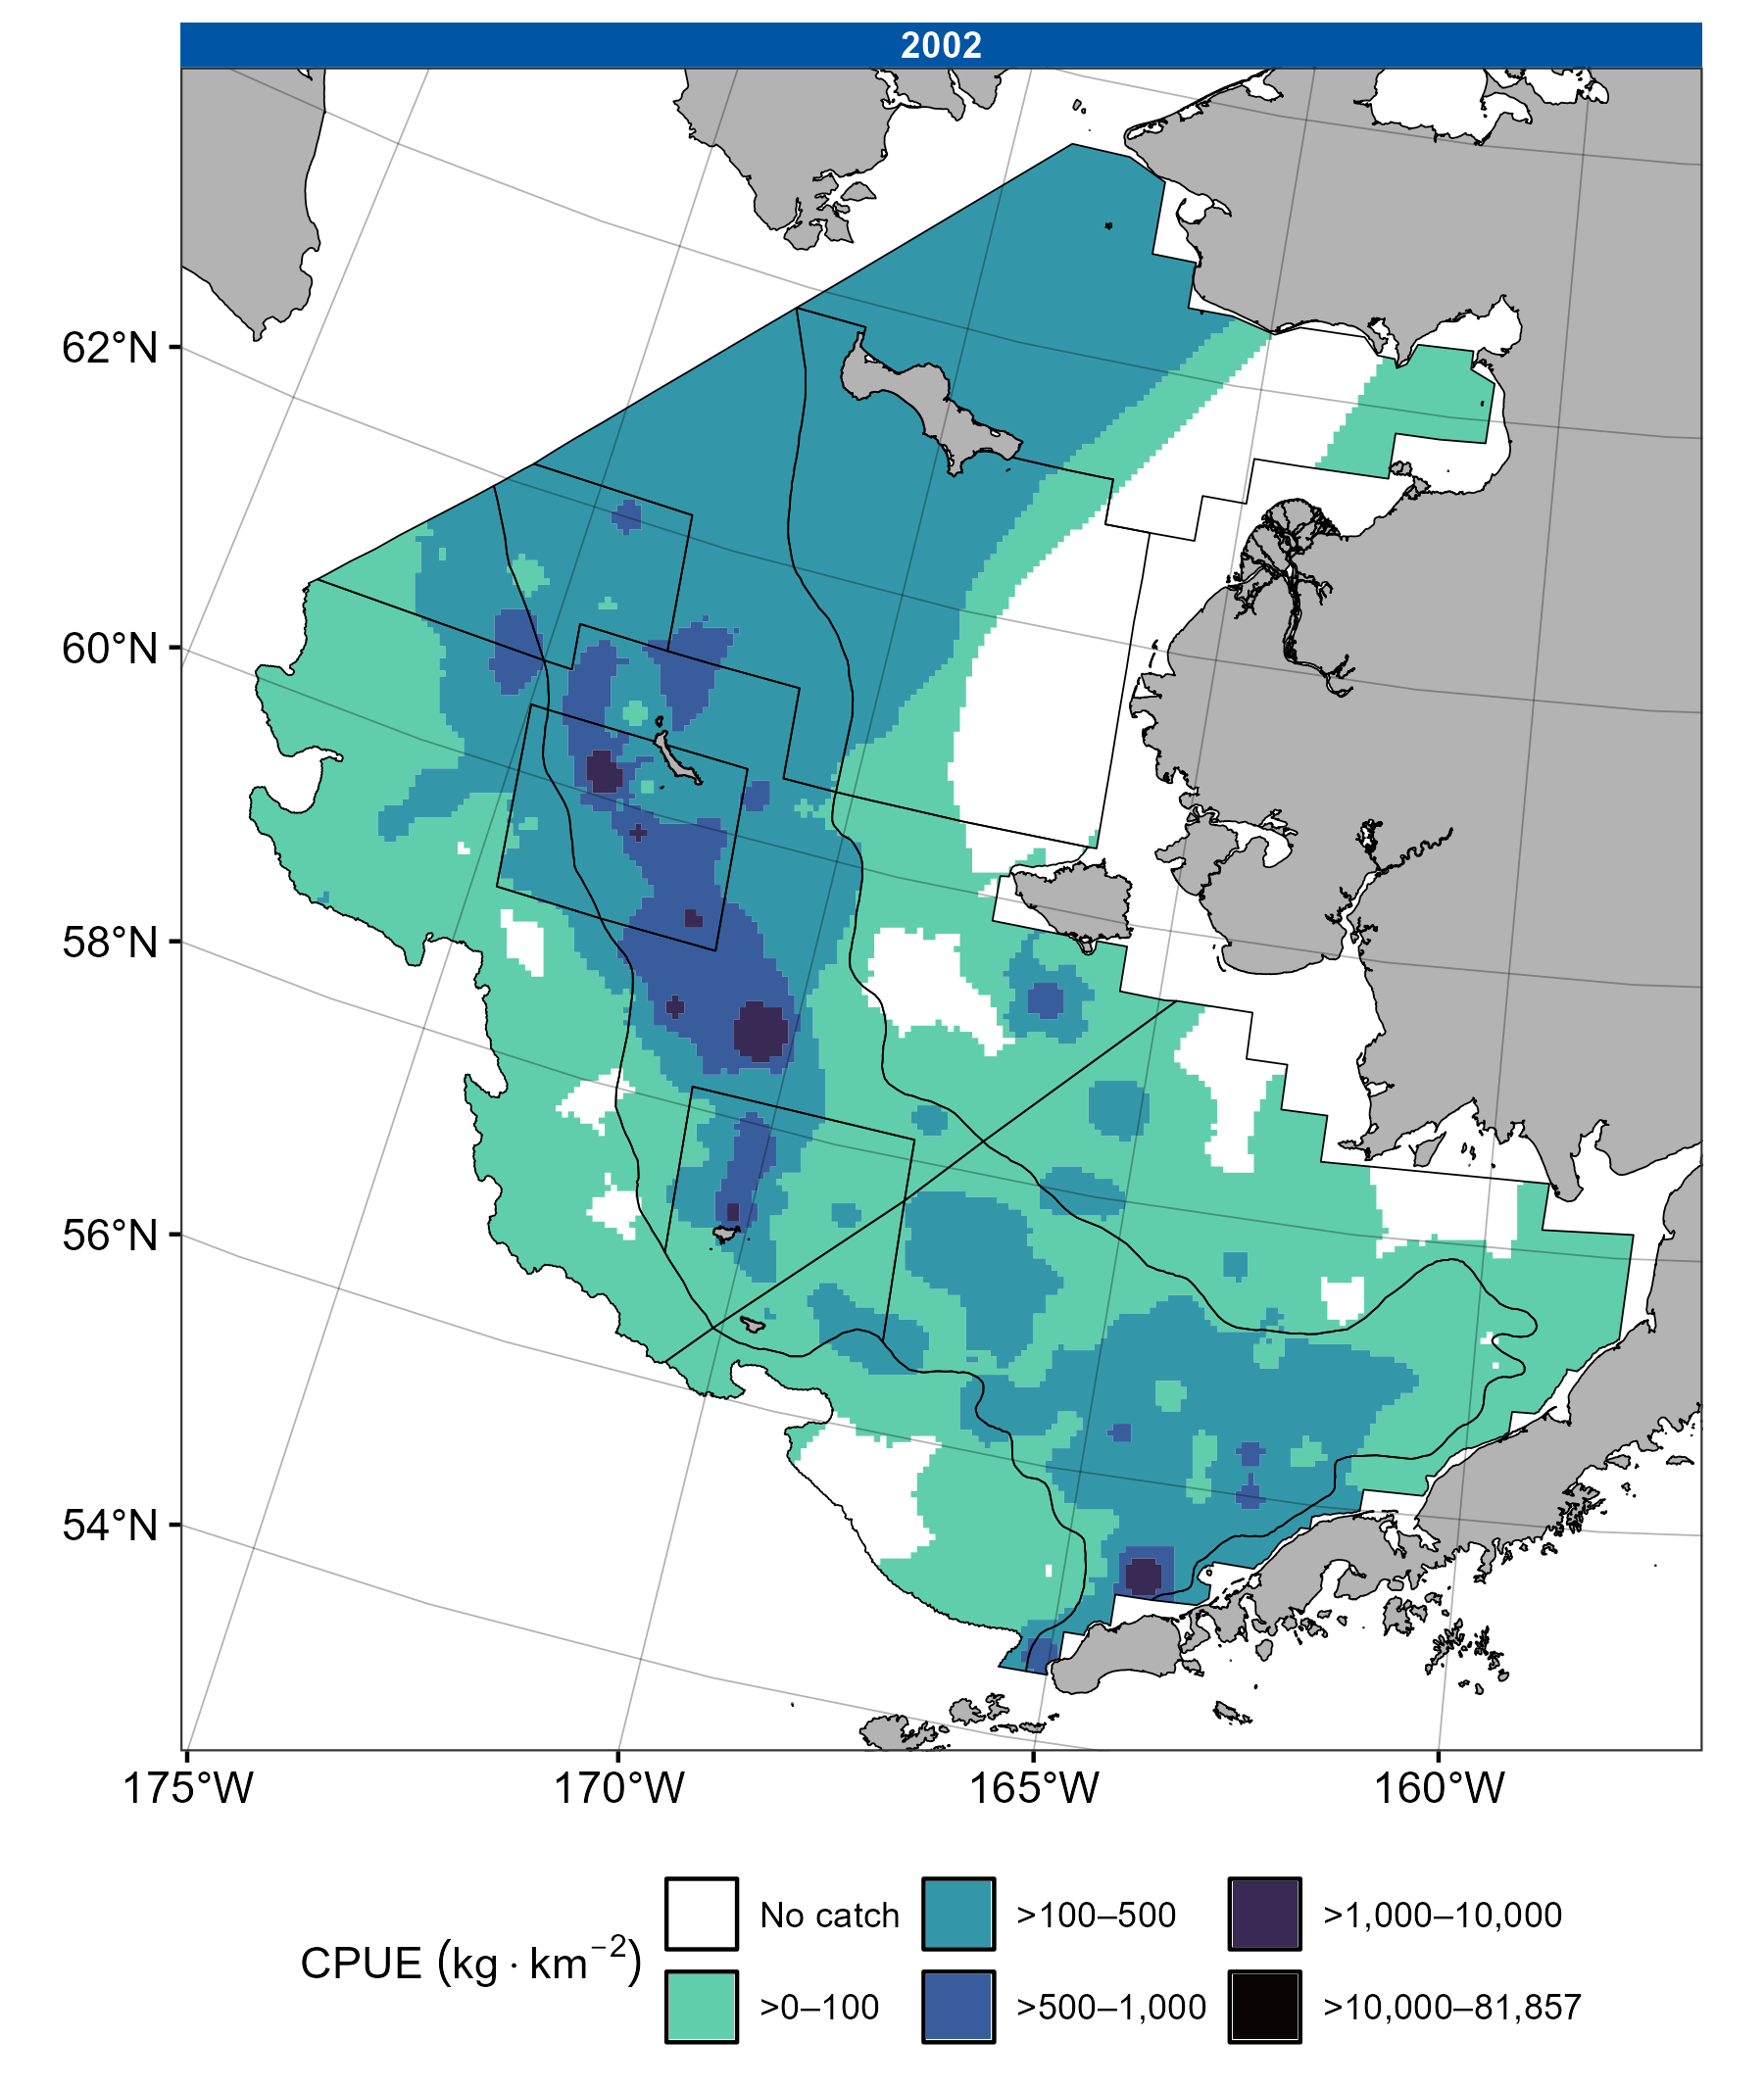 2002
62°N
60°N
58°N
56°N
54°N
175°W 170°W 165°W 160°W
CPUE (kg · km⁻²)
No catch >100–500 >1,000–10,000
>0–100 >500–1,000 >10,000–81,857